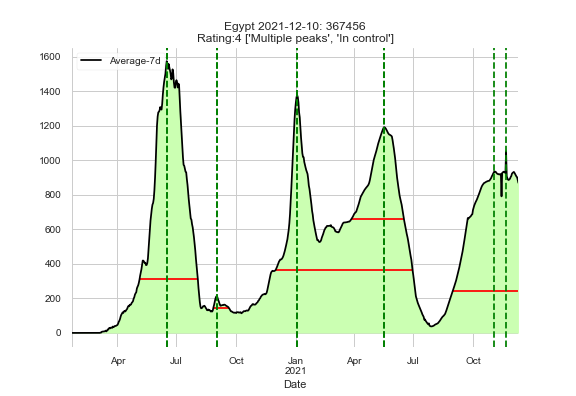 Egypt 2021-12-10: 367456
Rating:4 ['Multiple peaks', 'In control']
Average-7d
1600
1400
1200
1000
800
600
400
200
0
Apr Jul Oct Jan Apr Jul Oct
2021
Date